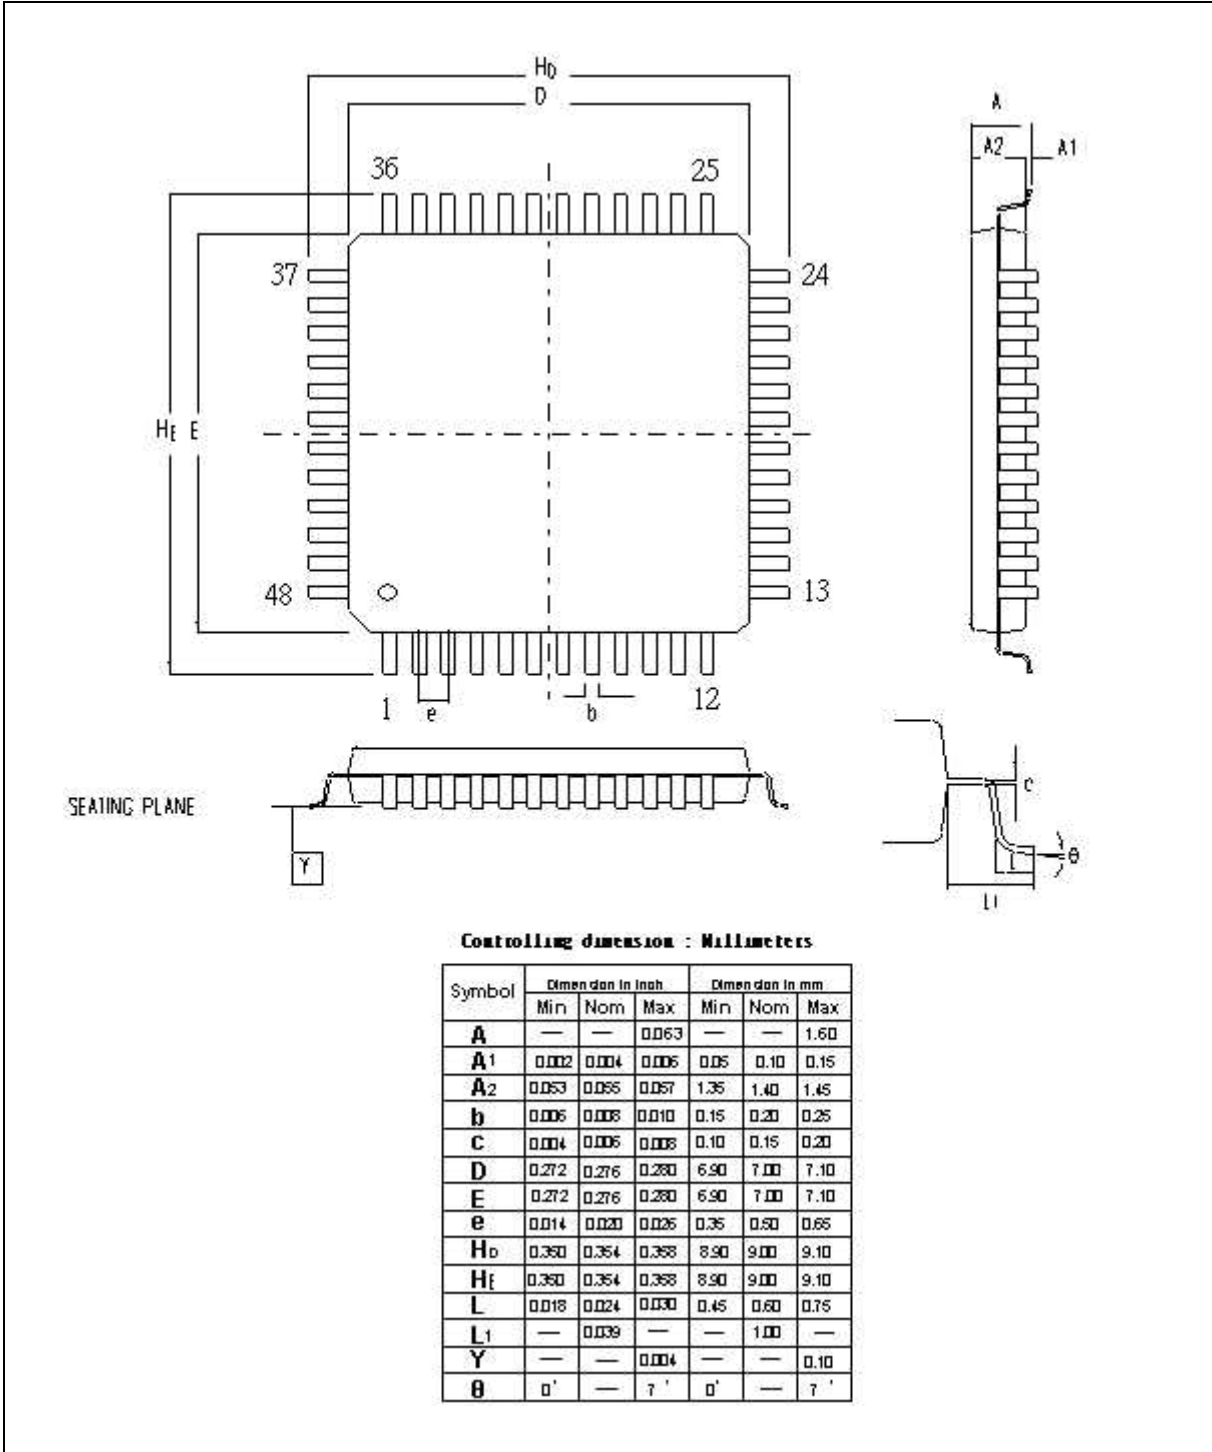 HD
D
A
A2 A1
36 25
37 24
HE E
48 13
1 e b 12
SEATING PLANE
Y
C
L
θ
L1
Controlling dimension : Millimeters
Symbol Dimension in inch Dimension in mm
Min Nom Max Min Nom Max
A — — 0.063 — — 1.60
A1 0.002 0.004 0.006 0.05 0.10 0.15
A2 0.053 0.055 0.057 1.35 1.40 1.45
b 0.006 0.008 0.010 0.15 0.20 0.25
c 0.004 0.006 0.008 0.10 0.15 0.20
D 0.272 0.276 0.280 6.90 7.00 7.10
E 0.272 0.276 0.280 6.90 7.00 7.10
e 0.014 0.020 0.026 0.35 0.50 0.65
HD 0.350 0.354 0.358 8.90 9.00 9.10
HE 0.350 0.354 0.358 8.90 9.00 9.10
L 0.018 0.024 0.030 0.45 0.60 0.75
L1 — 0.039 — — 1.00 —
Y — — 0.004 — — 0.10
θ 0° — 7° 0° — 7°